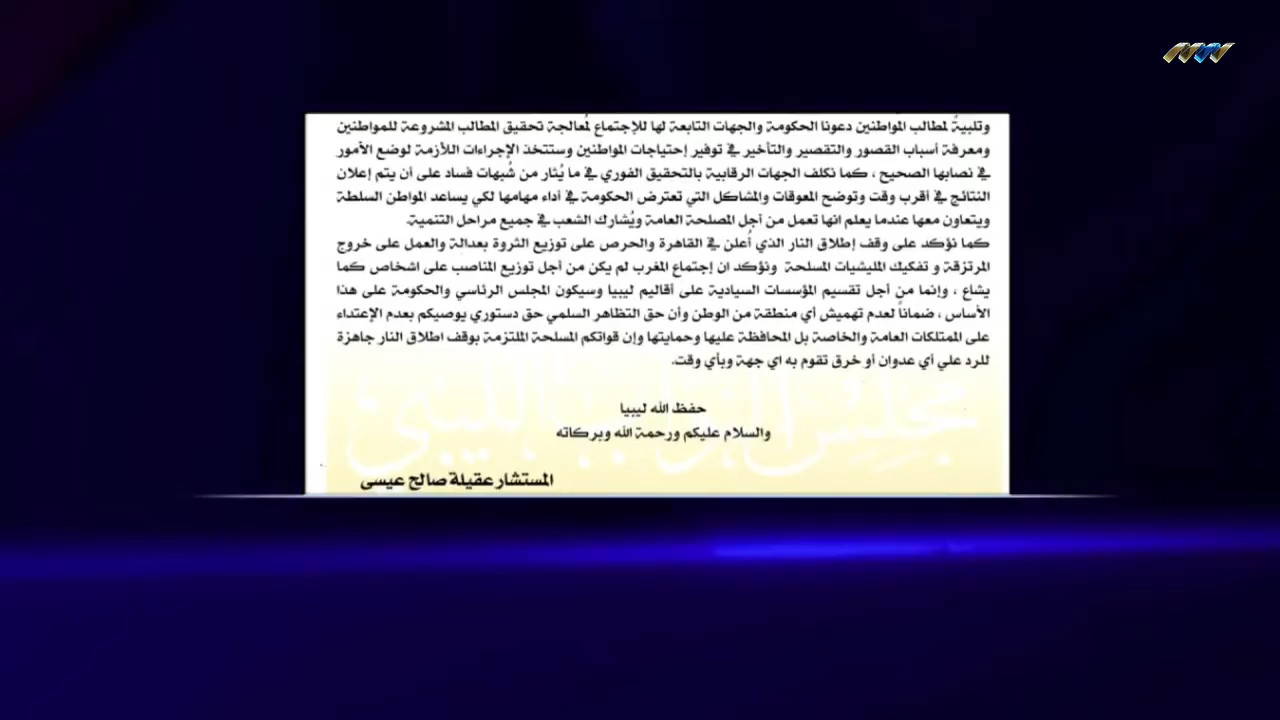 وتلبيةً لمطالب المواطنين دعونا الحكومة والجهات التابعة لها للإجتماع لمُعالجة تحقيق المطالب المشروعة للمواطنين
ومعرفة أسباب القصور والتقصير والتأخير في توفير إحتياجات المواطنين وستتخذ الإجراءات اللأزمة لوضع الأمور
في نصابها الصحيح ، كما نكلف الجهات الرقابية بالتحقيق الفوري في ما يُثار من شُبهات فساد على أن يتم إعلان
النتائج في أقرب وقت وتوضح المعوقات والمشاكل التي تعترض الحكومة في أداء مهامها لكي يساعد المواطن السلطة
ويتعاون معها عندما يعلم انها تعمل من أجل المصلحة العامة ويُشارك الشعب في جميع مراحل التنمية.
كما نؤكد على وقف إطلاق النار الذي أُعلن في القاهرة والحرص على توزيع الثروة بعدالة والعمل على خروج
المرتزقة و تفكيك المليشيات المسلحة ونؤكد ان إجتماع المغرب لم يكن من أجل توزيع المناصب على اشخاص كما
يشاع ، وإنما من أجل تقسيم المؤسسات السيادية على أقاليم ليبيا وسيكون المجلس الرئاسي والحكومة على هذا
الأساس ، ضماناً لعدم تهميش أي منطقة من الوطن وأن حق التظاهر السلمي حق دستوري يوصيكم بعدم الإعتداء
على الممتلكات العامة والخاصة بل المحافظة عليها وحمايتها وإن قواتكم المسلحة الملتزمة بوقف اطلاق النار جاهزة
للرد علي أي عدوان أو خرق تقوم به اي جهة وبأي وقت.
حفظ الله ليبيا
والسلام عليكم ورحمة الله وبركاته
المستشار عقيلة صالح عيسى
مجلس النواب الليبي